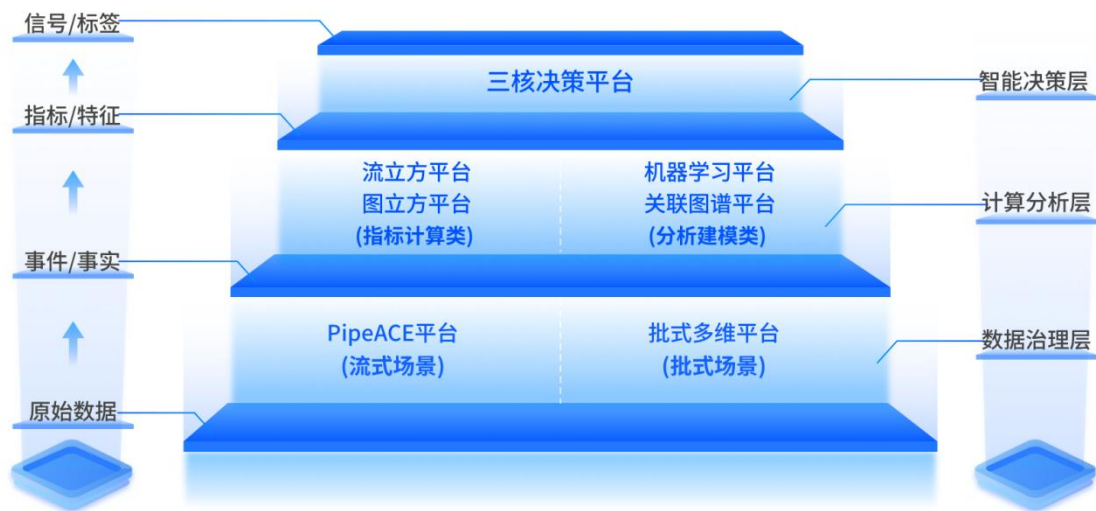 信号/标签
三核决策平台
智能决策层
指标/特征
流立方平台
图立方平台
(指标计算类)
机器学习平台
关联图谱平台
(分析建模类)
计算分析层
事件/事实
PipeACE平台
(流式场景)
批式多维平台
(批式场景)
数据治理层
原始数据